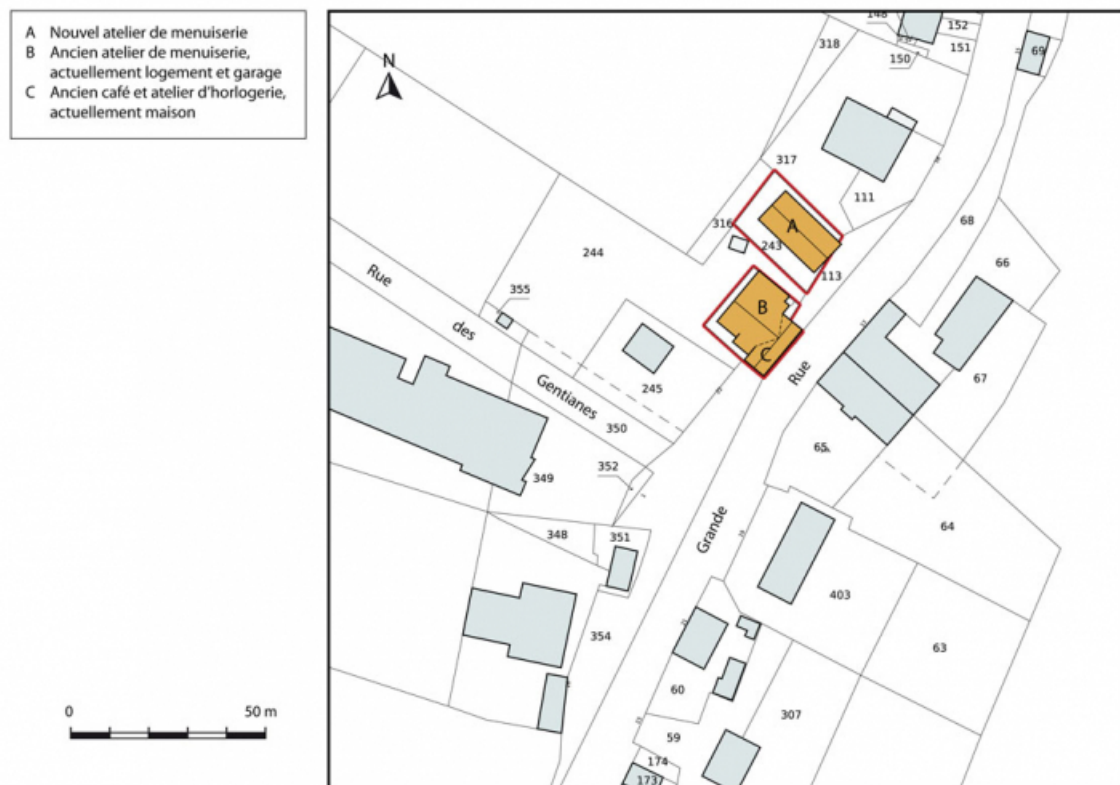 A Nouvel atelier de menuiserie
B Ancien atelier de menuiserie,
actuellement logement et garage
C Ancien café et atelier d'horlogerie,
actuellement maison
N
0 50 m
148
152
151
150
69
318
317
111
A
316
243
113
68
66
244
355
B
C
Rue
des
Gentianes
245
350
Rue
Grande
67
65
352
349
348
351
64
354
403
63
60
307
59
174
173